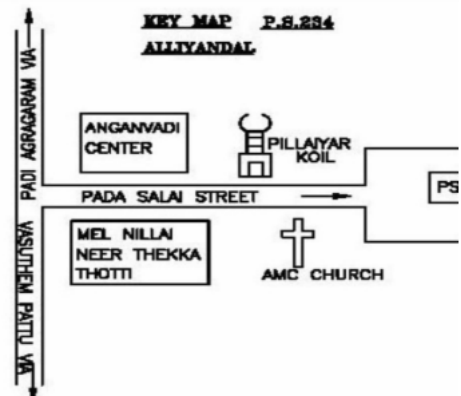 KEY MAP P.S.234
ALLIYANDAL
PADI AGRAGARAM VIA
ANGANVADI
CENTER
PILLAIYAR
KOIL
PADA SALAI STREET
PS
MEL NILLAI
NEER THEKKA
THOTTI
AMC CHURCH
VASUTHEM PATTU VIA